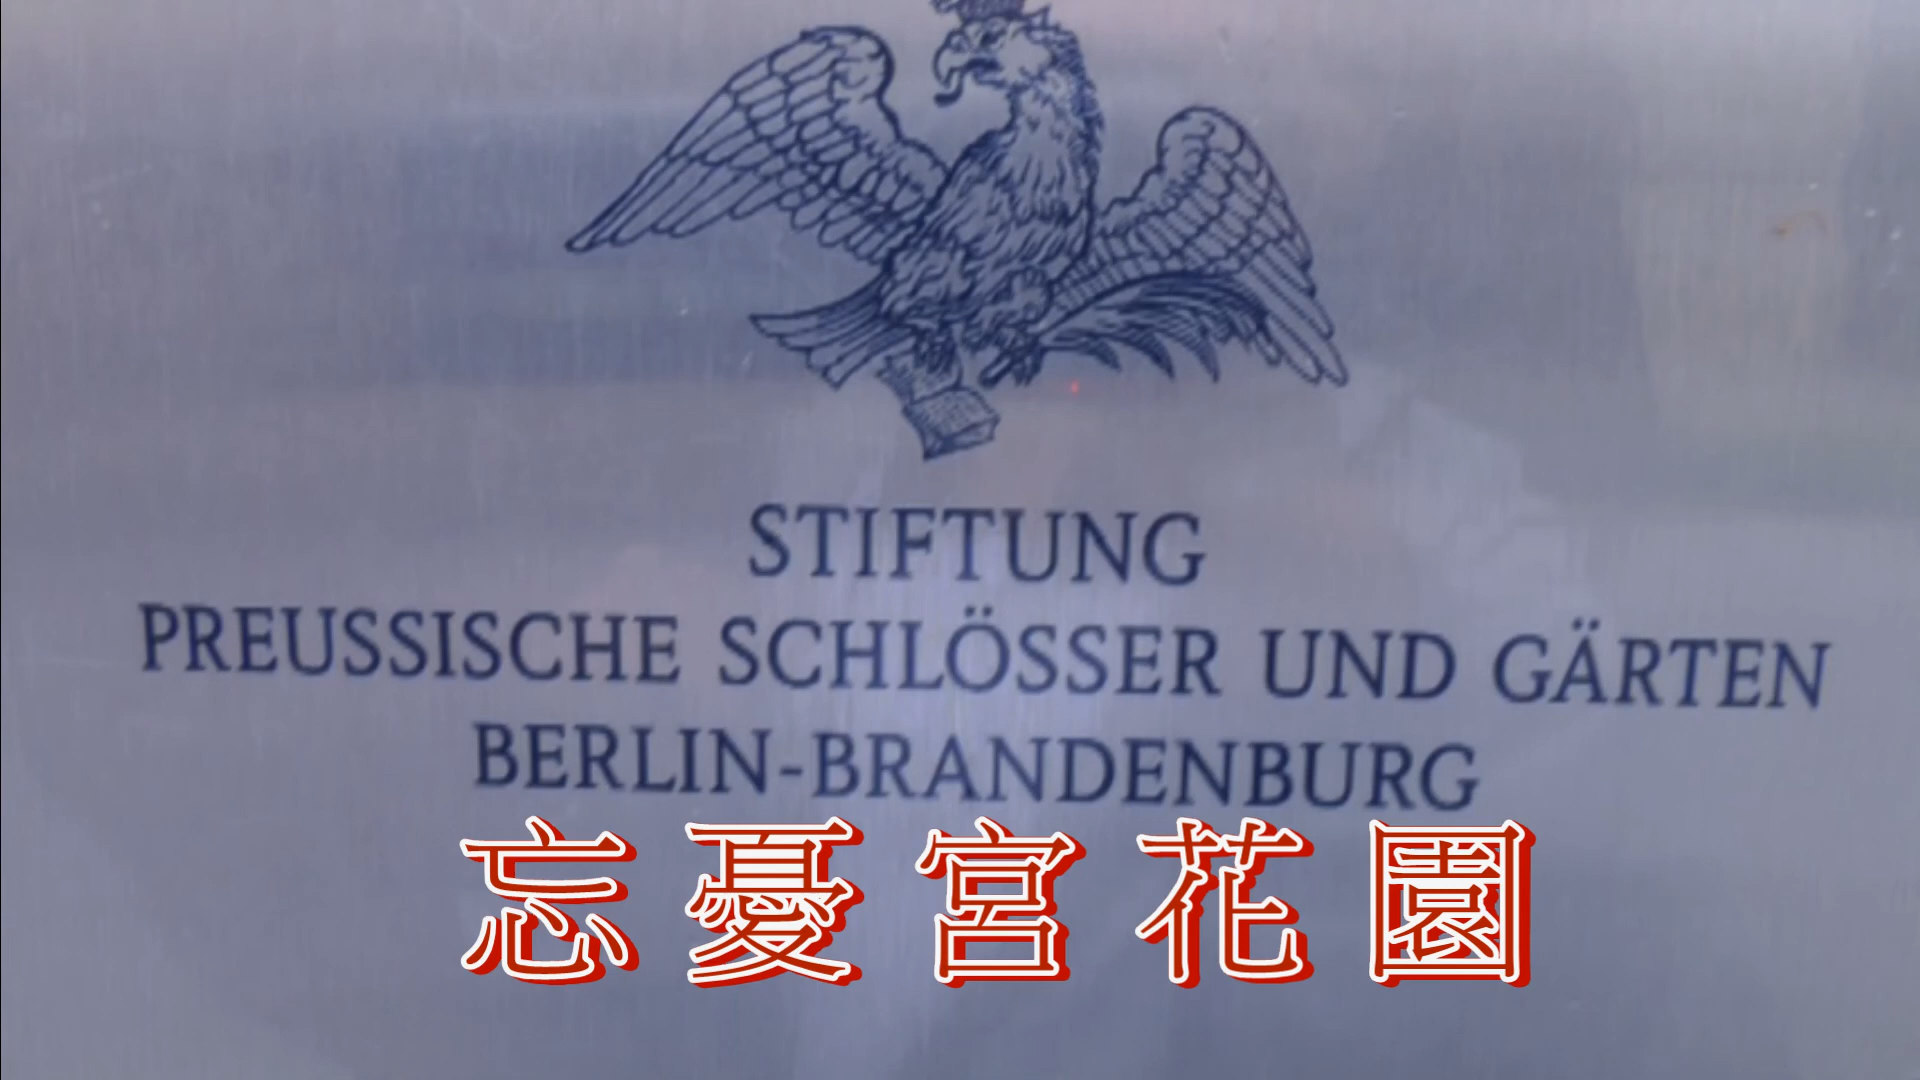 STIFTUNG
PREUSSISCHE SCHLÖSSER UND GÄRTEN
BERLIN-BRANDENBURG
忘憂宮花園